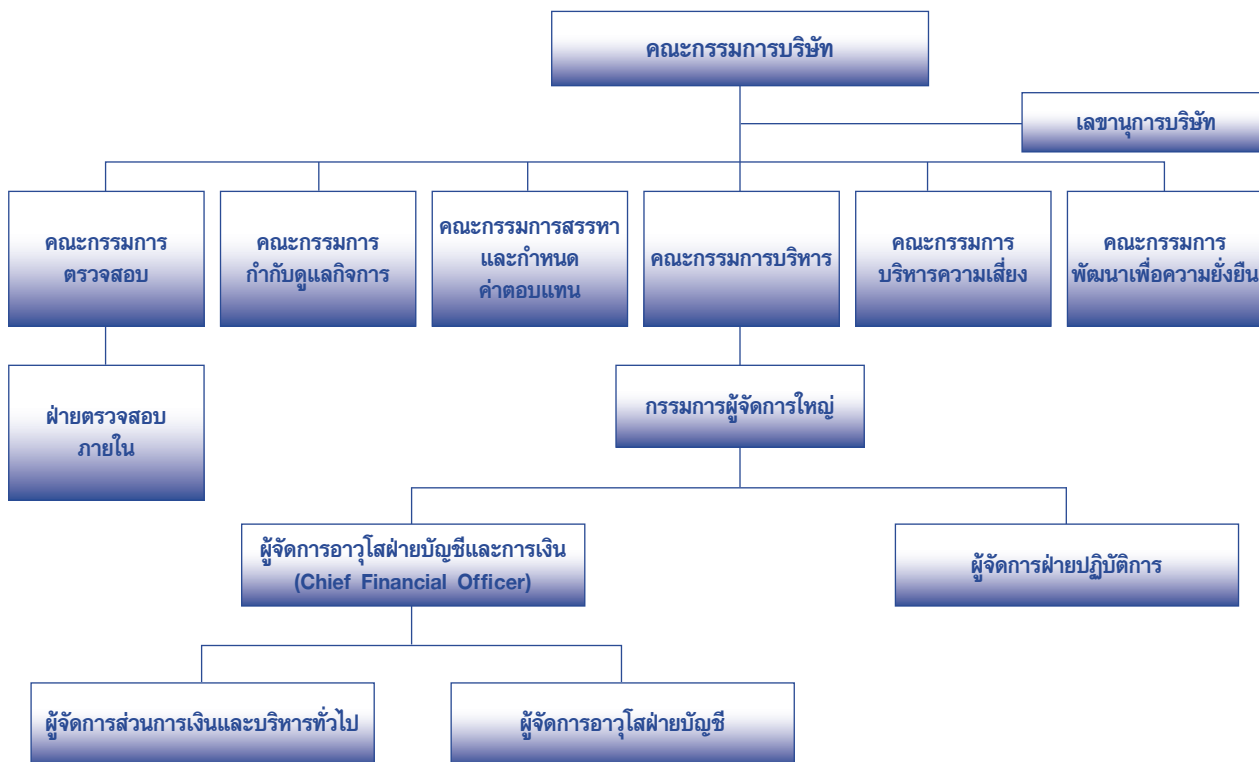 คณะกรรมการบริษัท
เลขานุการบริษัท
คณะกรรมการ
ตรวจสอบ
คณะกรรมการ
กำกับดูแลกิจการ
คณะกรรมการสรรหา
และกำหนด
ค่าตอบแทน
คณะกรรมการบริหาร
คณะกรรมการ
บริหารความเสี่ยง
คณะกรรมการ
พัฒนาเพื่อความยั่งยืน
ฝ่ายตรวจสอบ
ภายใน
กรรมการผู้จัดการใหญ่
ผู้จัดการอาวุโสฝ่ายบัญชีและการเงิน
(Chief Financial Officer)
ผู้จัดการฝ่ายปฏิบัติการ
ผู้จัดการส่วนการเงินและบริหารทั่วไป
ผู้จัดการอาวุโสฝ่ายบัญชี